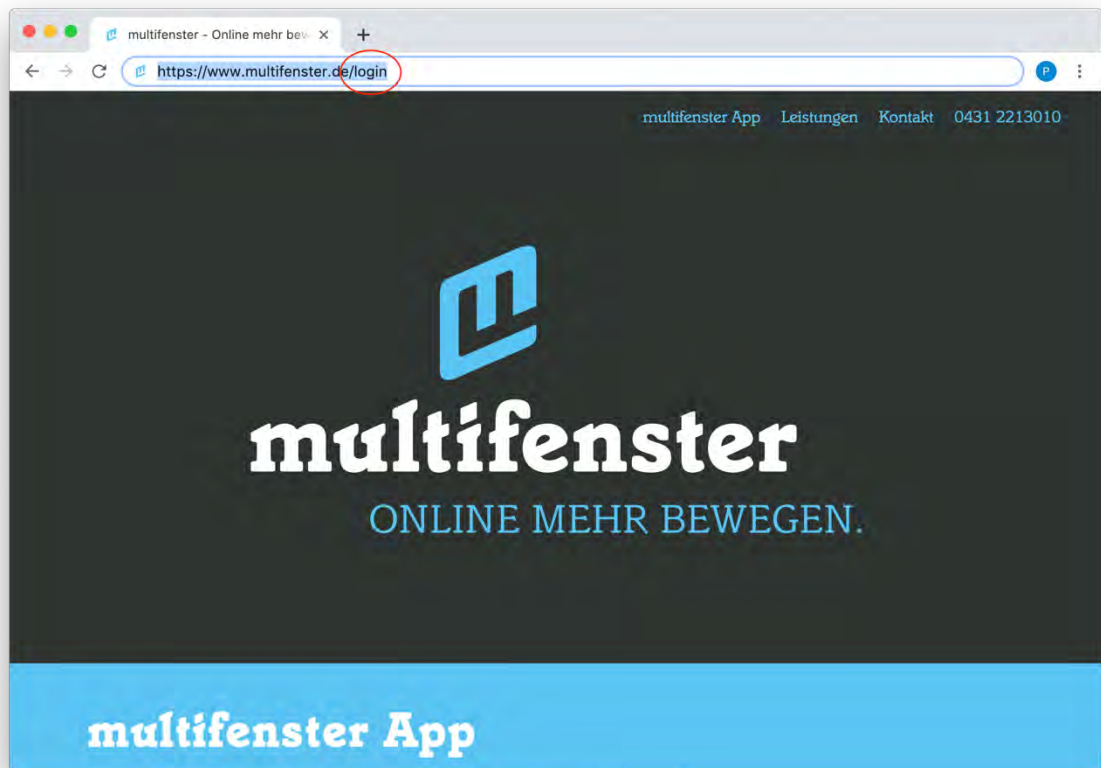 multifenster - Online mehr bew
https://www.multifenster.de/login
P
multifenster App Leistungen Kontakt 0431 2213010
multifenster
ONLINE MEHR BEWEGEN.
multifenster App